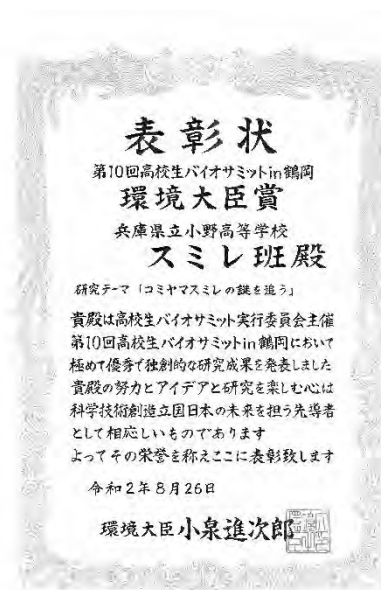 表彰状
第10回高校生バイオサミットin鶴岡
環境大臣賞
兵庫県立小野高等学校
スミレ班殿
研究テーマ「コミヤマスミレの謎を追う」
貴殿は高校生バイオサミット実行委員会主催
第10回高校生バイオサミットin鶴岡において
極めて優秀で独創的な研究成果を発表しました
貴殿の努力とアイデアと研究を楽しむ心は
科学技術創造立国日本の未来を担う先導者
として相応しいものであります
よってその栄誉を称えここに表彰致します
令和2年8月26日
環境大臣小泉進次郎